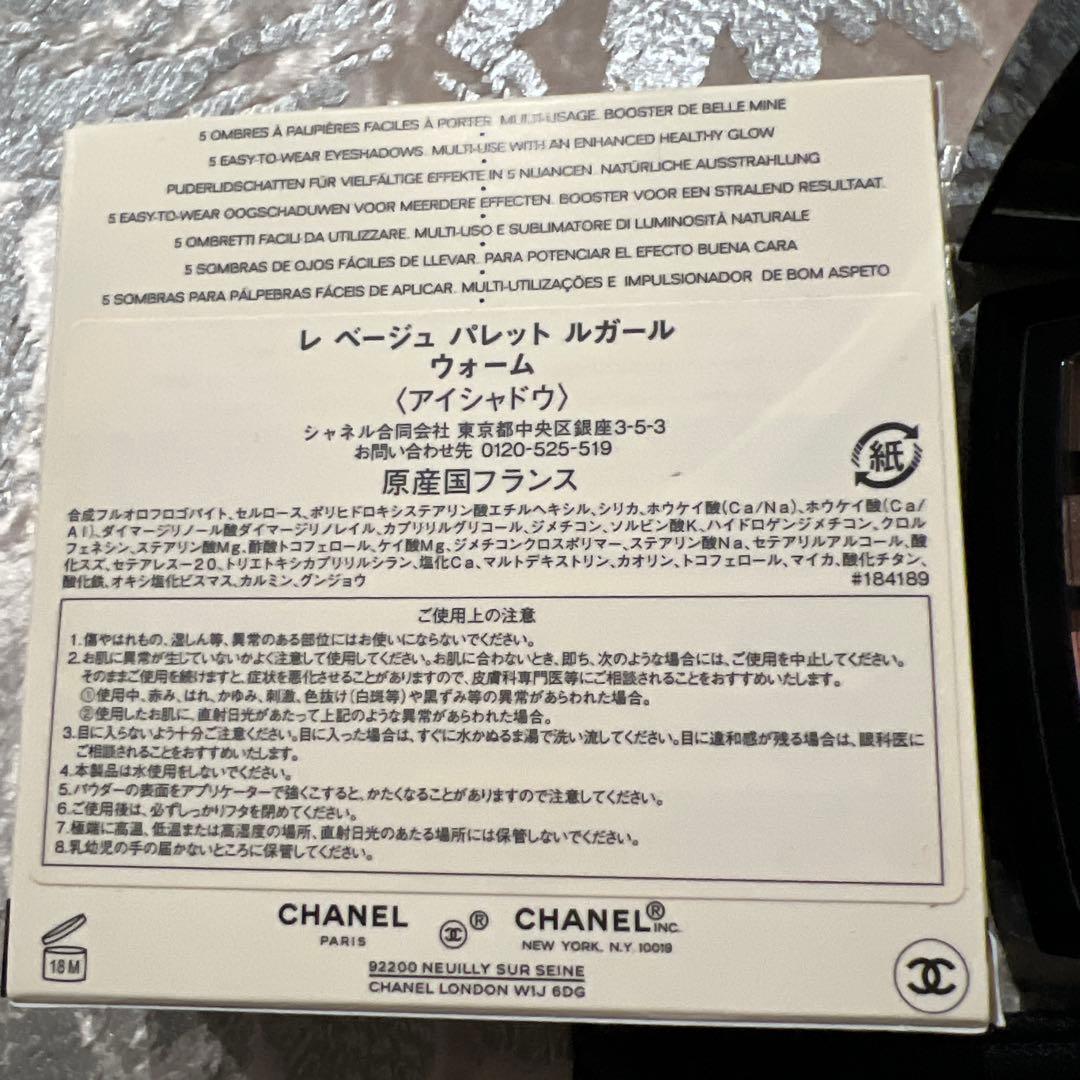 5 OMBRES À PAUPIÈRES FACILES À PORTER. MULTI-USAGE. BOOSTER DE BELLE MINE
5 EASY-TO-WEAR EYESHADOWS. MULTI-USE WITH AN ENHANCED HEALTHY GLOW
PUDERLIDSCHATTEN FÜR VIELFÄLTIGE EFFEKTE IN 5 NUANCEN. NATÜRLICHE AUSSTRAHLUNG
5 EASY-TO-WEAR OOGSCHADUWEN VOOR MEERDERE EFFECTEN. BOOSTER VOOR EEN STRALEND RESULTAAT.
5 OMBRETTI FACILI DA UTILIZZARE. MULTI-USO E SUBLIMATORE DI LUMINOSITÀ NATURALE
5 SOMBRAS DE OJOS FÁCILES DE LLEVAR. PARA POTENCIAR EL EFECTO BUENA CARA
5 SOMBRAS PARA PÁLPEBRAS FÁCEIS DE APLICAR. MULTI-UTILIZAÇÕES E IMPULSIONADOR DE BOM ASPETO
レ ベージュ パレット ルガール
ウォーム
〈アイシャドウ〉
シャネル合同会社 東京都中央区銀座3-5-3
お問い合わせ先 0120-525-519
紙
原産国フランス
合成フルオロフロゴパイト、セルロース、ポリヒドロキシステアリン酸エチルヘキシル、シリカ、ホウケイ酸(Ca/Na)、ホウケイ酸(Ca/
Al)、ダイマージリノール酸ダイマージリノレイル、カプリリルグリコール、ジメチコン、ソルビン酸K、ハイドロゲンジメチコン、クロル
フェネシン、ステアリン酸Mg、酢酸トコフェロール、ケイ酸Mg、ジメチコンクロスポリマー、ステアリン酸Na、セテアリルアルコール、酸
化スズ、セテアレス-20、トリエトキシカプリリルシラン、塩化Ca、マルトデキストリン、カオリン、トコフェロール、マイカ、酸化チタン、
酸化鉄、オキシ塩化ビスマス、カルミン、グンジョウ #184189
ご使用上の注意
1.傷やはれもの、湿しん等、異常のある部位にはお使いにならないでください。
2.お肌に異常が生じていないかよく注意して使用してください。お肌に合わないとき、即ち、次のような場合には、ご使用を中止してください。
そのままご使用を続けますと、症状を悪化させることがありますので、皮膚科専門医等にご相談されることをおすすめいたします。
①使用中、赤み、はれ、かゆみ、刺激、色抜け(白斑等)や黒ずみ等の異常があらわれた場合。
②使用したお肌に、直射日光があたって上記のような異常があらわれた場合。
3.目に入らないよう十分ご注意ください。目に入った場合は、すぐに水かぬるま湯で洗い流してください。目に違和感が残る場合は、眼科医に
ご相談されることをおすすめいたします。
4.本製品は水使用をしないでください。
5.パウダーの表面をアプリケーターで強くこすると、かたくなることがありますので注意してください。
6.ご使用後は、必ずしっかりフタを閉めてください。
7.極端に高温、低温または高湿度の場所、直射日光のあたる場所には保管しないでください。
8.乳幼児の手の届かないところに保管してください。
18 M
CHANEL
PARIS
®
CHANEL® INC.
NEW YORK, N.Y. 10019
92200 NEUILLY SUR SEINE
CHANEL LONDON W1J 6DG